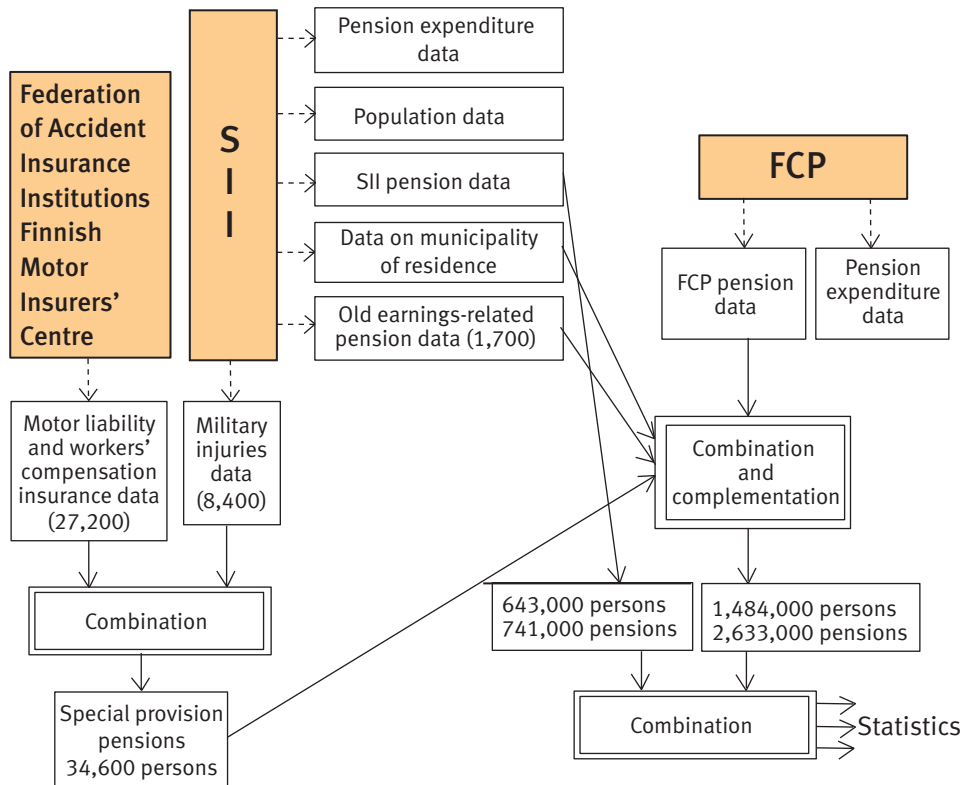 Federation
of Accident
Insurance
Institutions
Finnish
Motor
Insurers’
Centre
S
I
I
Pension expenditure
data
Population data
SII pension data
Data on municipality
of residence
Old earnings-related
pension data (1,700)
FCP
FCP pension
data
Pension
expenditure
data
Motor liability
and workers’
compensation
insurance data
(27,200)
Military
injuries
data
(8,400)
Combination
and
complementation
Combination
643,000 persons
741,000 pensions
1,484,000 persons
2,633,000 pensions
Special provision
pensions
34,600 persons
Combination
Statistics